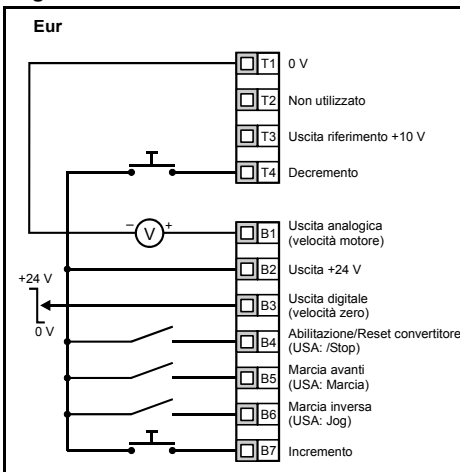 Eur
T1 0 V
T2 Non utilizzato
T3 Uscita riferimento +10 V
T4 Decremento
− V +
B1 Uscita analogica
(velocità motore)
B2 Uscita +24 V
+24 V
0 V
B3 Uscita digitale
(velocità zero)
B4 Abilitazione/Reset convertitore
(USA: /Stop)
B5 Marcia avanti
(USA: Marcia)
B6 Marcia inversa
(USA: Jog)
B7 Incremento